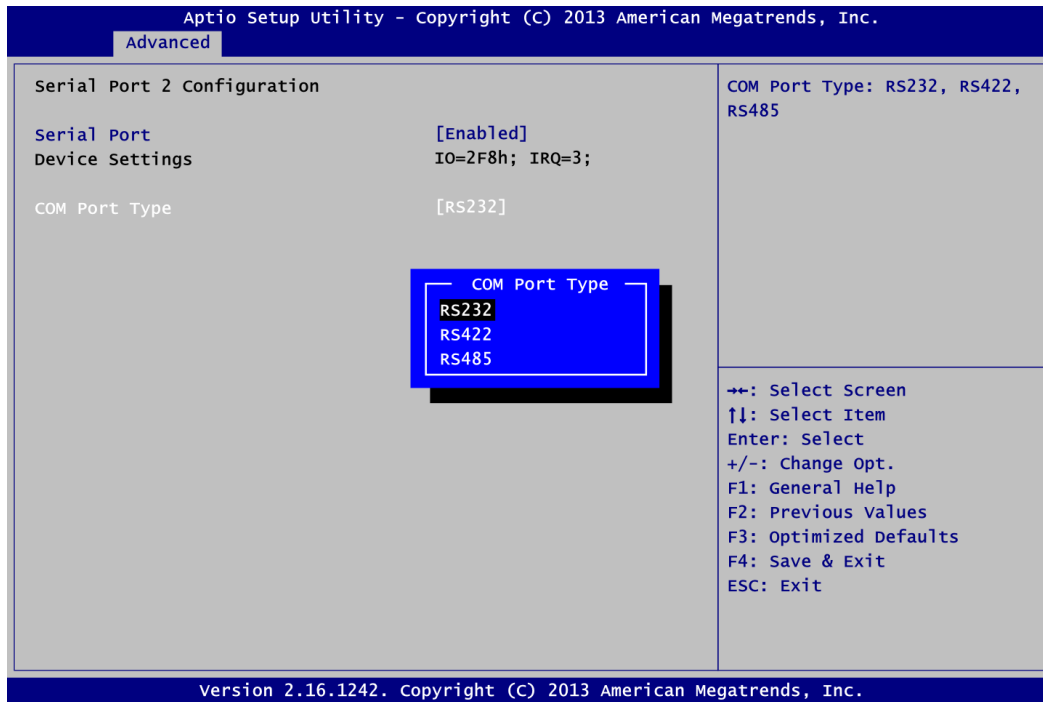 Aptio Setup Utility – Copyright (C) 2013 American Megatrends, Inc.
Advanced
Serial Port 2 Configuration
Serial Port [Enabled]
Device Settings IO=2F8h; IRQ=3;
COM Port Type [RS232]
COM Port Type
RS232
RS422
RS485
COM Port Type: RS232, RS422,
RS485
→←: Select Screen
↑↓: Select Item
Enter: Select
+/-: Change Opt.
F1: General Help
F2: Previous Values
F3: Optimized Defaults
F4: Save & Exit
ESC: Exit
Version 2.16.1242. Copyright (C) 2013 American Megatrends, Inc.